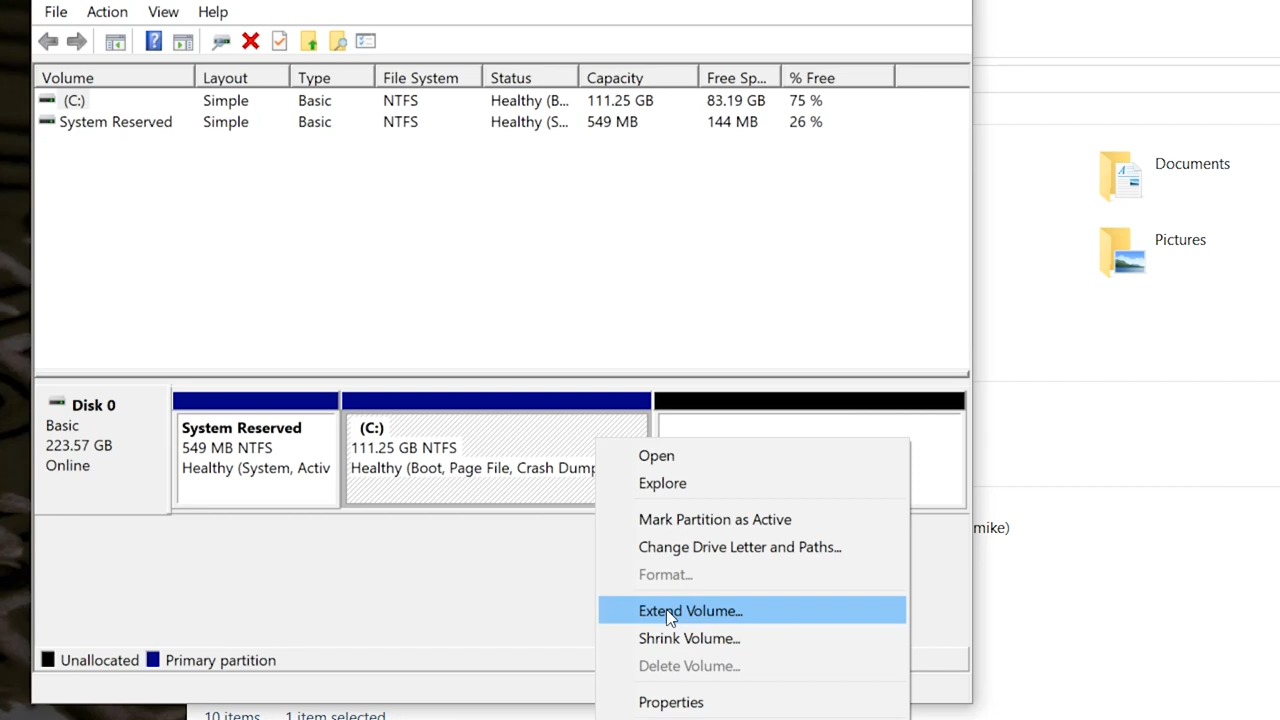 File Action View Help
Volume Layout Type File System Status Capacity Free Sp... % Free
(C:) Simple Basic NTFS Healthy (B... 111.25 GB 83.19 GB 75 %
System Reserved Simple Basic NTFS Healthy (S... 549 MB 144 MB 26 %
Documents
Pictures
Disk 0
Basic
223.57 GB
Online
System Reserved
549 MB NTFS
Healthy (System, Activ
(C:)
111.25 GB NTFS
Healthy (Boot, Page File, Crash Dump
Open
Explore
Mark Partition as Active
Change Drive Letter and Paths...
Format...
Extend Volume...
Shrink Volume...
Delete Volume...
Properties
mike)
Unallocated Primary partition
10 items 1 item selected